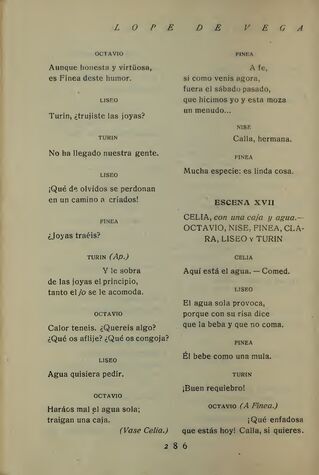 LOPE DE VEGA
OCTAVIO
Aunque honesta y virtüosa,
es Finea deste humor.
LISEO
Turín, ¿trujiste las joyas?
TURIN
No ha llegado nuestra gente.
LISEO
¡Qué de olvidos se perdonan
en un camino a criados!
FINEA
¿Joyas traéis?
TURIN (Ap.)
Y le sobra
de las joyas el principio,
tanto el jo se le acomoda.
OCTAVIO
Calor teneis. ¿Quereis algo?
¿Qué os aflije? ¿Qué os congoja?
LISEO
Agua quisiera pedir.
OCTAVIO
Haráos mal el agua sola;
traigan una caja.
(Vase Celia.)
FINEA
A fe,
si como venís agora,
fuera el sábado pasado,
que hicimos yo y esta moza
un menudo...
NISE
Calla, hermana.
FINEA
Mucha especie: es linda cosa.
ESCENA XVII
CELIA, con una caja y agua.—
OCTAVIO, NISE, FINEA, CLA-
RA, LISEO Y TURIN
CELIA
Aquí está el agua. — Comed.
LISEO
El agua sola provoca,
porque con su risa dice
que la beba y que no coma.
FINEA
Él bebe como una mula.
TURIN
¡Buen requiebro!
OCTAVIO (A Finea.)
¡Qué enfadosa
que estás hoy! Calla, si quieres.
286